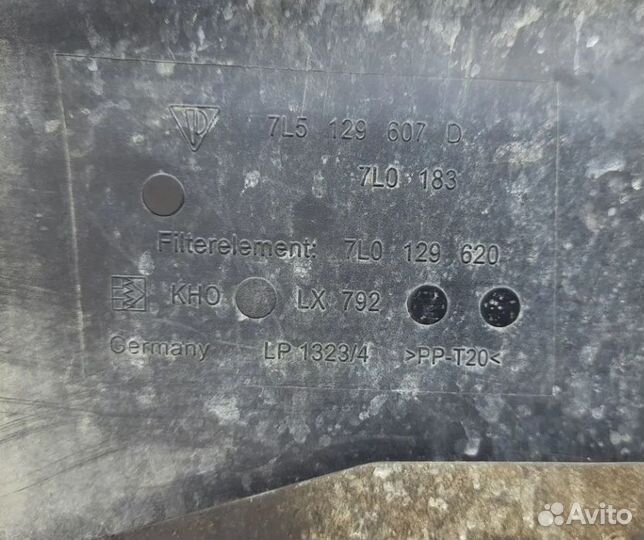 7L5 129 607 D
7L0 183
Filterelement: 7L0 129 620
KHO LX 792
Germany LP 1323/4 >PP-T20<
Avito